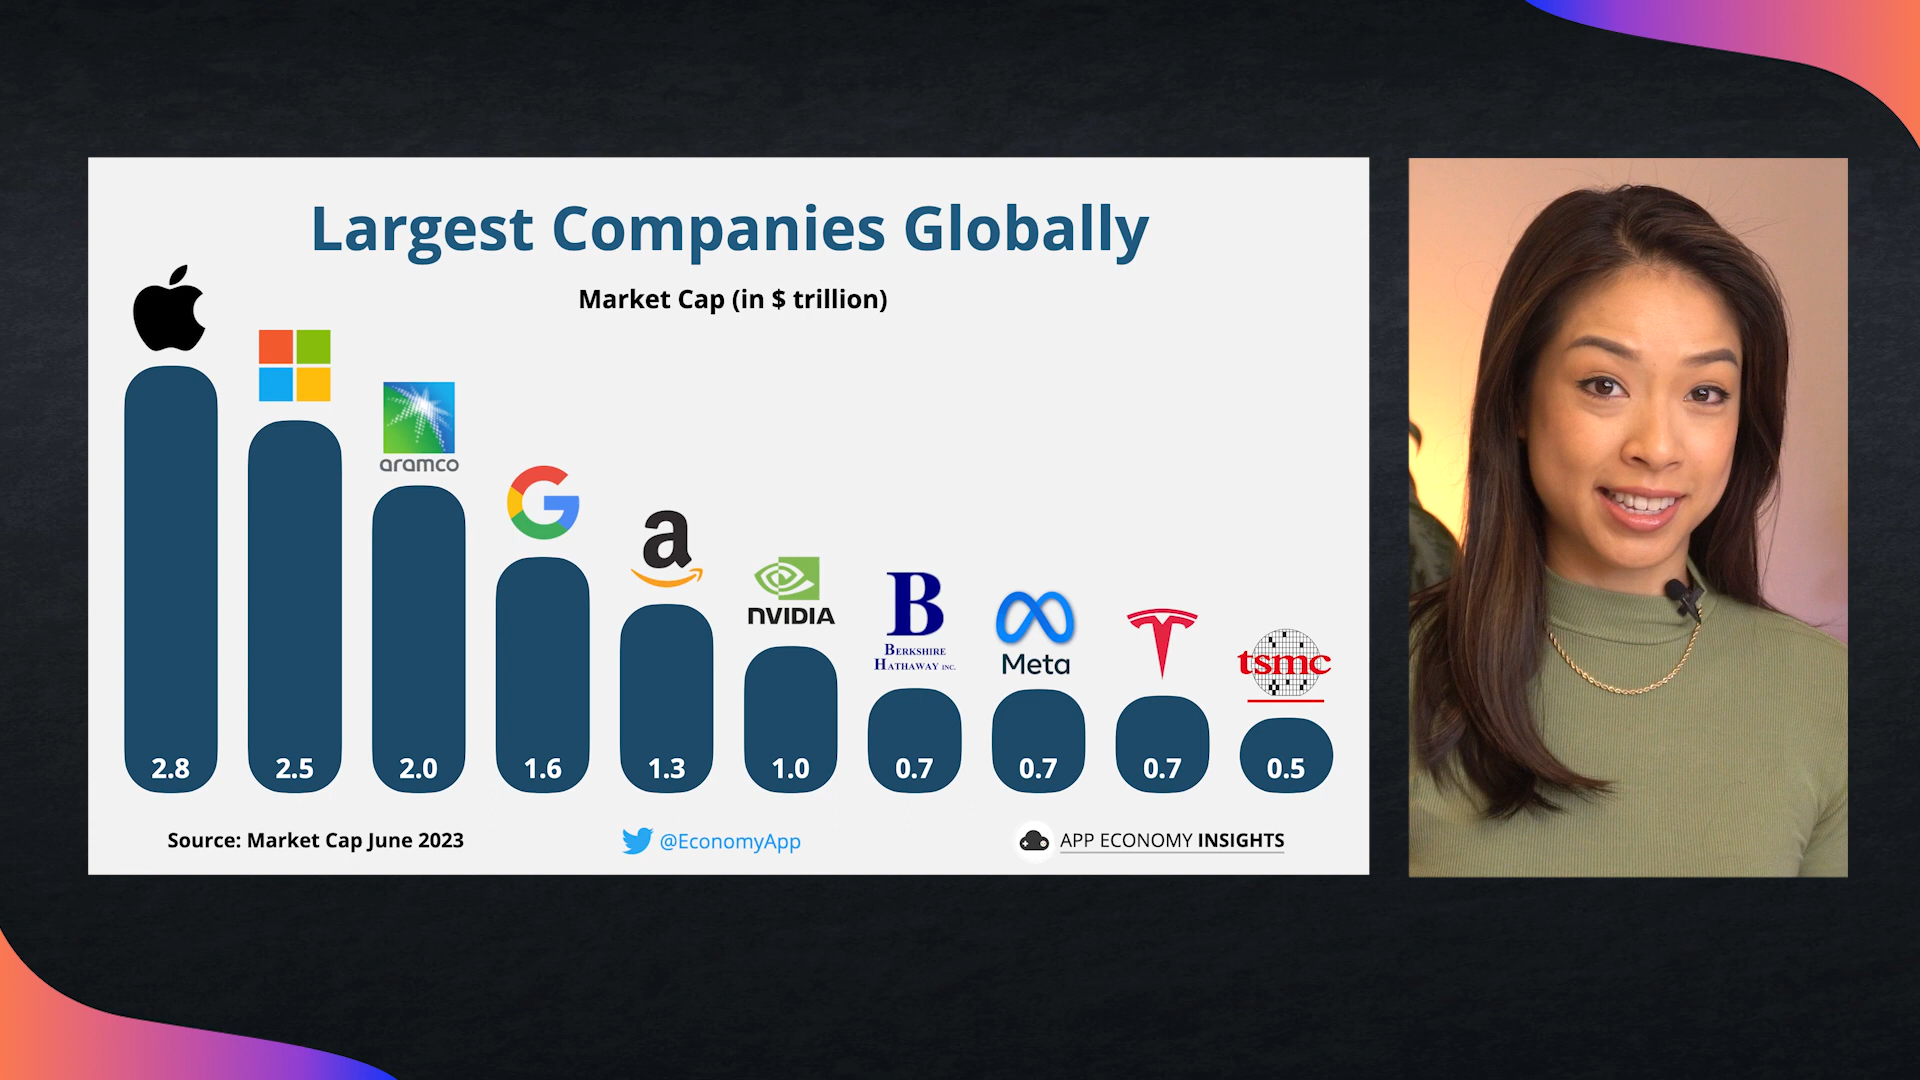 Largest Companies Globally
Market Cap (in $ trillion)
aramco
a
NVIDIA
B
BERKSHIRE
HATHAWAY INC.
Meta
tsmc
2.8 2.5 2.0 1.6 1.3 1.0 0.7 0.7 0.7 0.5
Source: Market Cap June 2023 @EconomyApp APP ECONOMY INSIGHTS